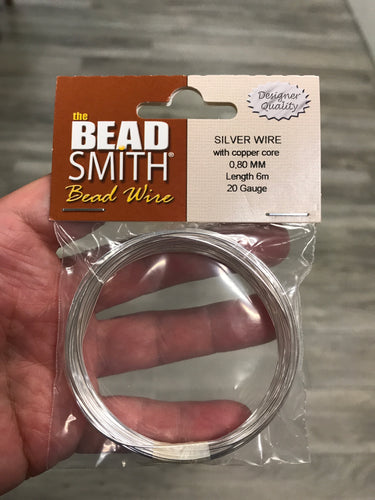 the
BEAD
SMITH®
Bead Wire
Designer
Quality
SILVER WIRE
with copper core
0,80 MM
Length 6m
20 Gauge